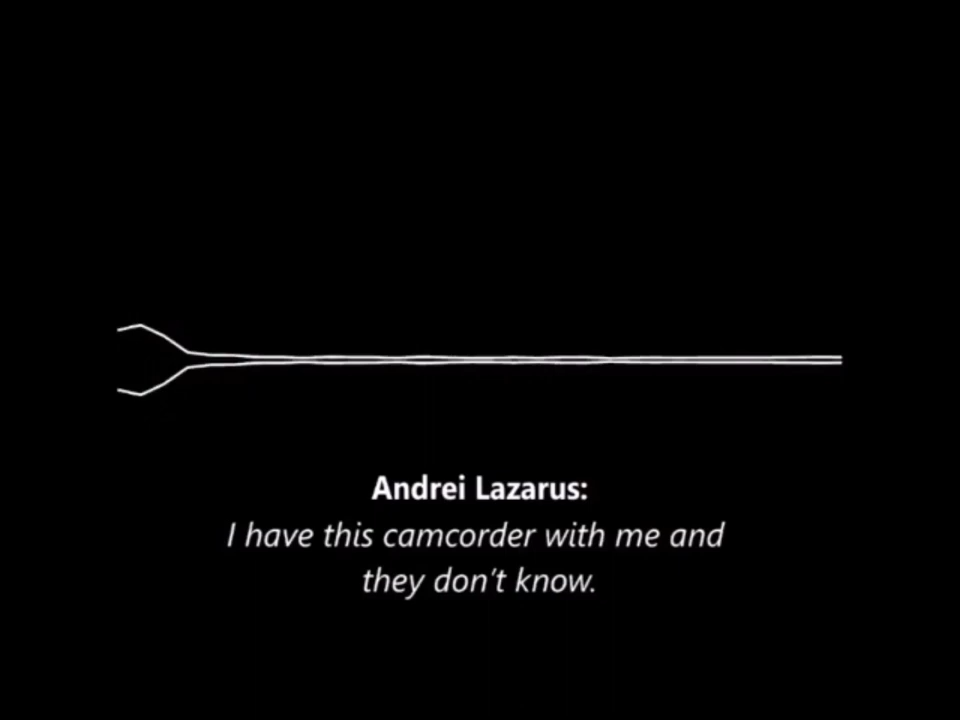 Andrei Lazarus:
I have this camcorder with me and
they don't know.